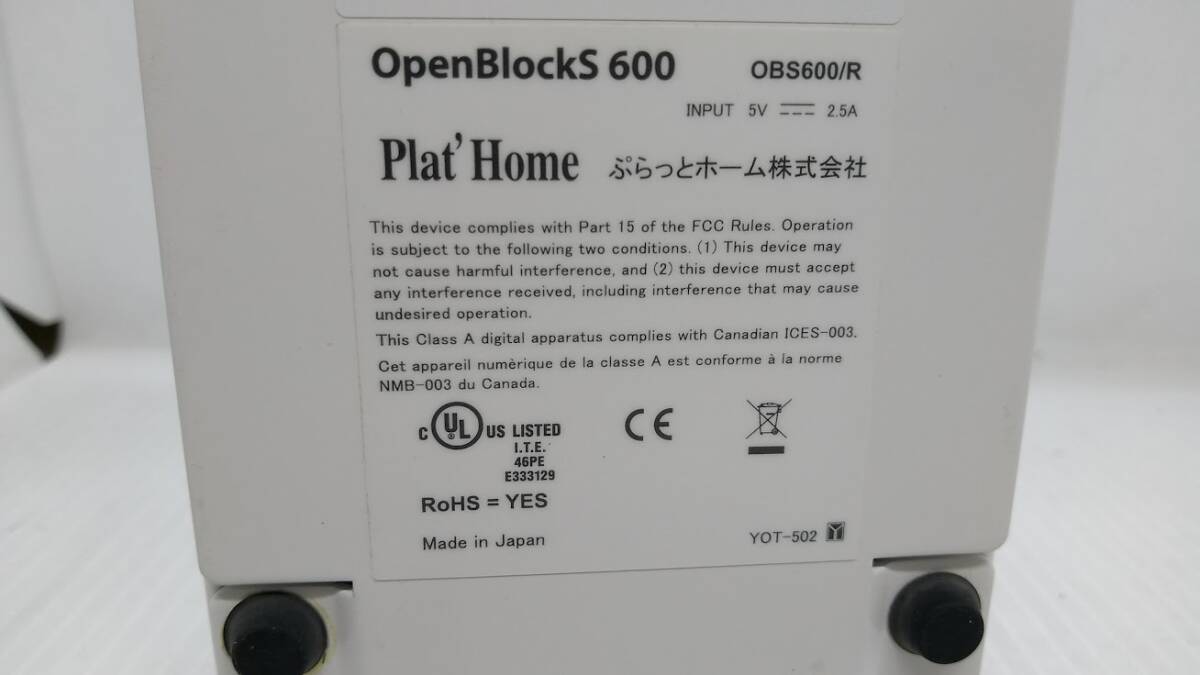 OpenBlockS 600 OBS600/R
INPUT 5V 2.5A
Plat'Home ぷらっとホーム株式会社
This device complies with Part 15 of the FCC Rules. Operation
is subject to the following two conditions. (1) This device may
not cause harmful interference, and (2) this device must accept
any interference received, including interference that may cause
undesired operation.
This Class A digital apparatus complies with Canadian ICES-003.
Cet appareil numèrique de la classe A est conforme à la norme
NMB-003 du Canada.
C UL ® US LISTED
I.T.E.
46PE
E333129
CE
RoHS = YES
Made in Japan YOT-502